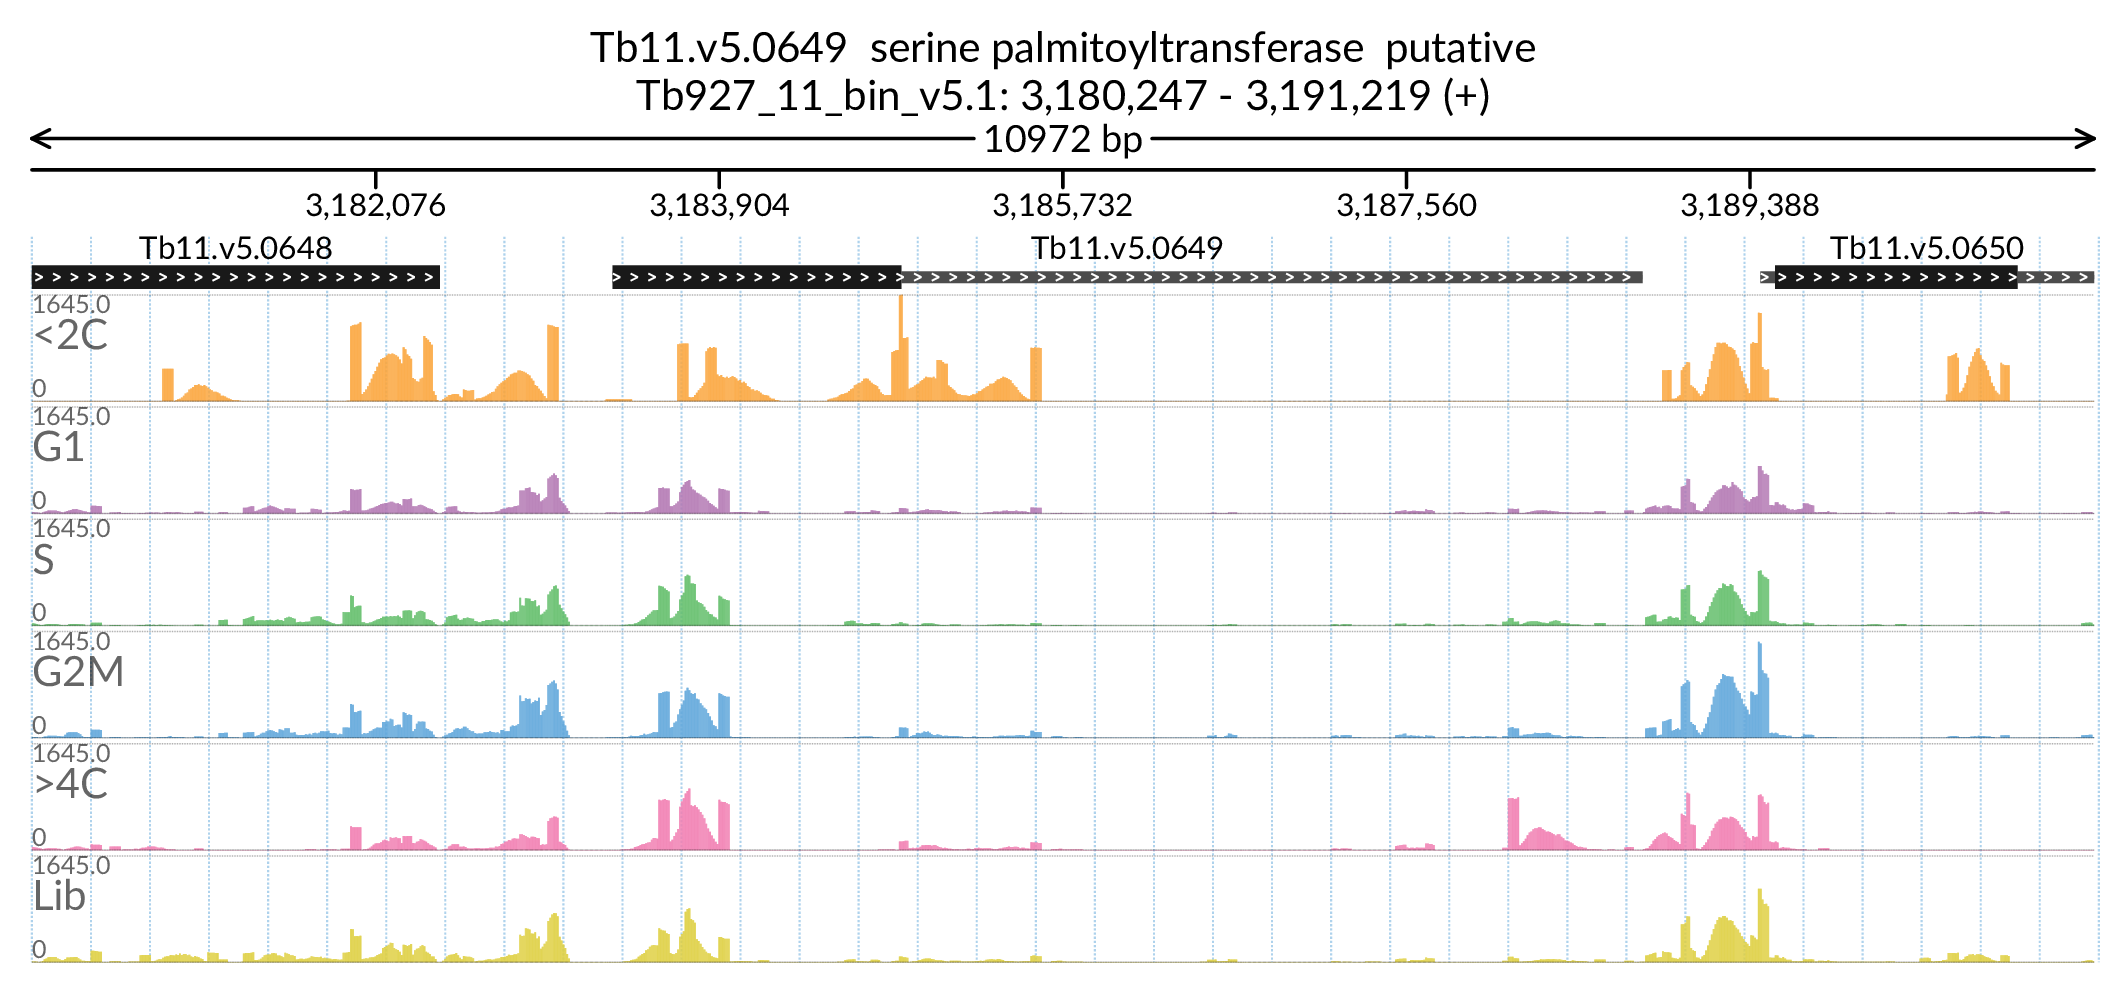 Tb11.v5.0649  serine palmitoyltransferase  putative
Tb927_11_bin_v5.1: 3,180,247 - 3,191,219 (+)
10972 bp
3,182,076 3,183,904 3,185,732 3,187,560 3,189,388
Tb11.v5.0648 Tb11.v5.0649 Tb11.v5.0650
1645.0
<2C
0
1645.0
G1
0
1645.0
S
0
1645.0
G2M
0
1645.0
>4C
0
1645.0
Lib
0